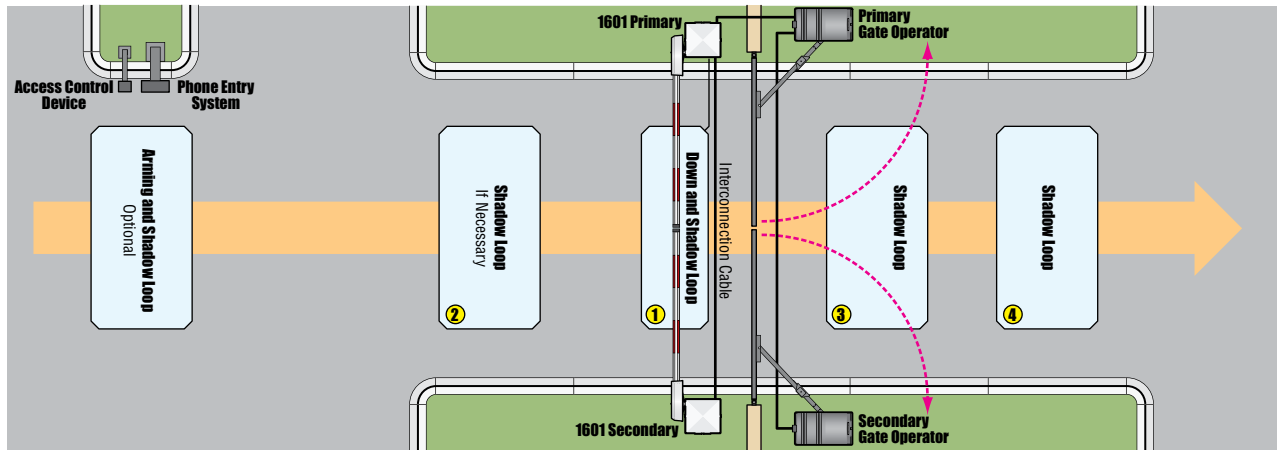 1601 Primary
Primary
Gate Operator
Access Control
Device
Phone Entry
System
Arming and Shadow Loop
Optional
Shadow Loop
If Necessary
2
Down and Shadow Loop
1
Interconnection Cable
Shadow Loop
3
Shadow Loop
4
1601 Secondary
Secondary
Gate Operator